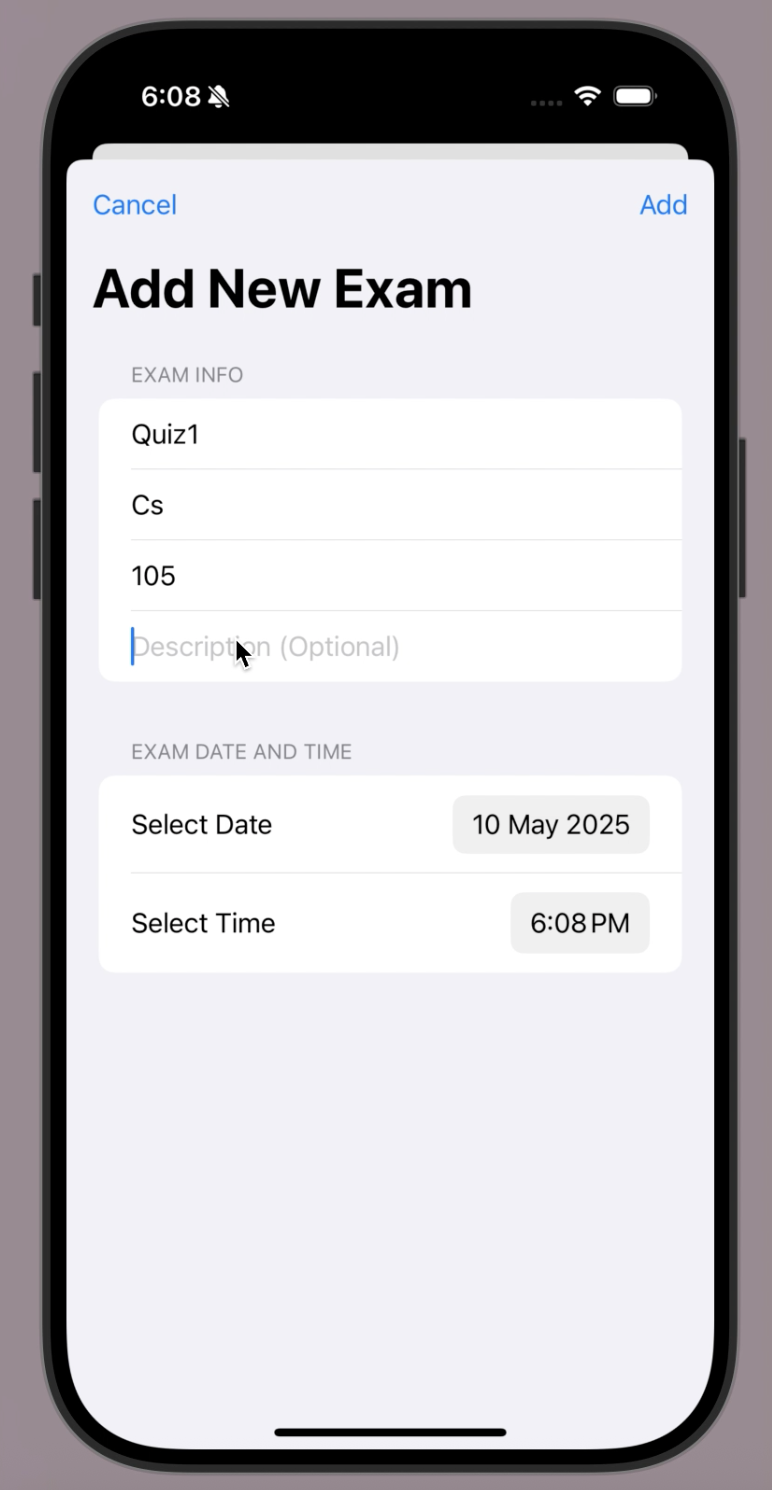 6:08
Cancel Add
Add New Exam
EXAM INFO
Quiz1
Cs
105
Description (Optional)
EXAM DATE AND TIME
Select Date 10 May 2025
Select Time 6:08 PM